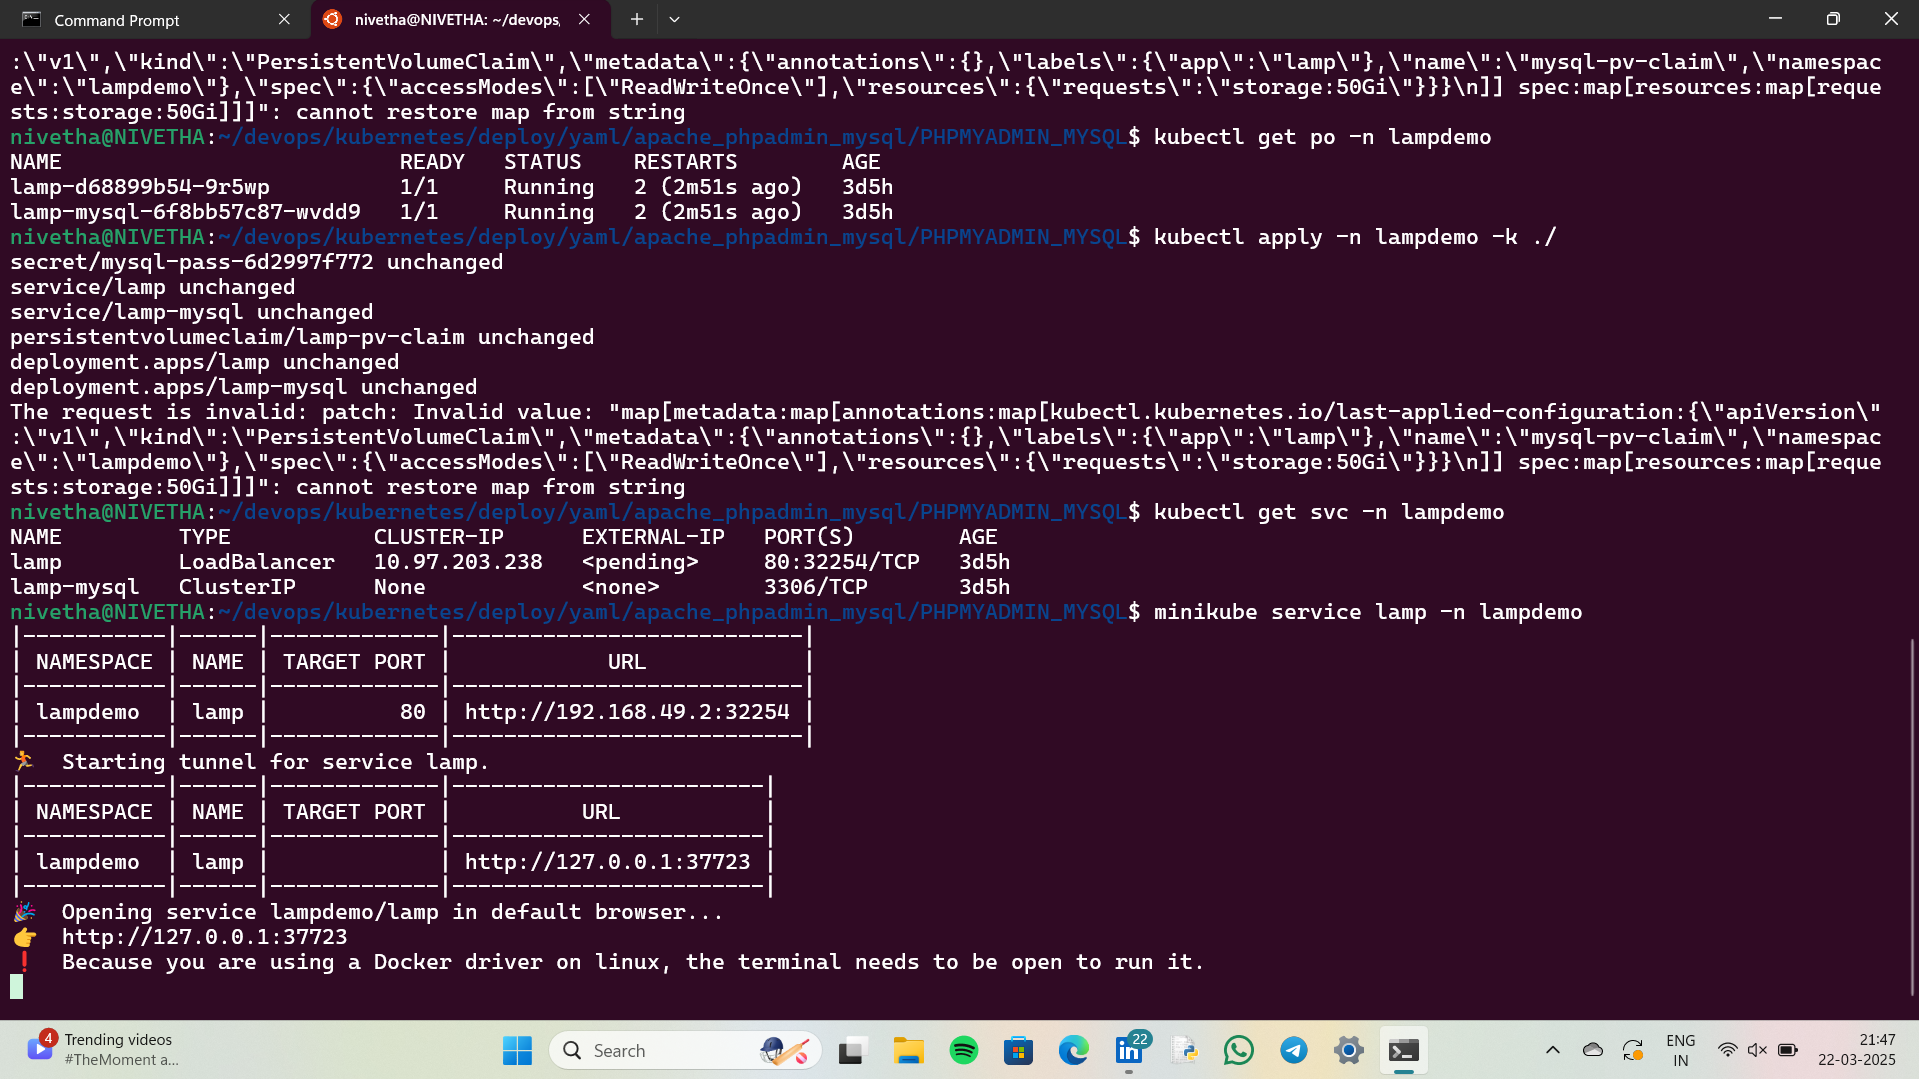 Command Prompt
nivetha@NIVETHA: ~/devops,
:\"v1\",\"kind\":\"PersistentVolumeClaim\",\"metadata\":{\"annotations\":{},\"labels\":{\"app\":\"lamp\"},\"name\":\"mysql-pv-claim\",\"namespac
e\":\"lampdemo\"},\"spec\":{\"accessModes\":[\"ReadWriteOnce\"],\"resources\":{\"requests\":\"storage:50Gi\"}}}\n]] spec:map[resources:map[reque
sts:storage:50Gi]]]": cannot restore map from string
nivetha@NIVETHA:~/devops/kubernetes/deploy/yaml/apache_phpadmin_mysql/PHPMYADMIN_MYSQL$ kubectl get po -n lampdemo
NAME READY STATUS RESTARTS AGE
lamp-d68899b54-9r5wp 1/1 Running 2 (2m51s ago) 3d5h
lamp-mysql-6f8bb57c87-wvdd9 1/1 Running 2 (2m51s ago) 3d5h
nivetha@NIVETHA:~/devops/kubernetes/deploy/yaml/apache_phpadmin_mysql/PHPMYADMIN_MYSQL$ kubectl apply -n lampdemo -k ./
secret/mysql-pass-6d2997f772 unchanged
service/lamp unchanged
service/lamp-mysql unchanged
persistentvolumeclaim/lamp-pv-claim unchanged
deployment.apps/lamp unchanged
deployment.apps/lamp-mysql unchanged
The request is invalid: patch: Invalid value: "map[metadata:map[annotations:map[kubectl.kubernetes.io/last-applied-configuration:{\"apiVersion\"
:\"v1\",\"kind\":\"PersistentVolumeClaim\",\"metadata\":{\"annotations\":{},\"labels\":{\"app\":\"lamp\"},\"name\":\"mysql-pv-claim\",\"namespac
e\":\"lampdemo\"},\"spec\":{\"accessModes\":[\"ReadWriteOnce\"],\"resources\":{\"requests\":\"storage:50Gi\"}}}\n]] spec:map[resources:map[reque
sts:storage:50Gi]]]": cannot restore map from string
nivetha@NIVETHA:~/devops/kubernetes/deploy/yaml/apache_phpadmin_mysql/PHPMYADMIN_MYSQL$ kubectl get svc -n lampdemo
NAME TYPE CLUSTER-IP EXTERNAL-IP PORT(S) AGE
lamp LoadBalancer 10.97.203.238 <pending> 80:32254/TCP 3d5h
lamp-mysql ClusterIP None <none> 3306/TCP 3d5h
nivetha@NIVETHA:~/devops/kubernetes/deploy/yaml/apache_phpadmin_mysql/PHPMYADMIN_MYSQL$ minikube service lamp -n lampdemo
|-----------|------|-------------|---------------------------|
| NAMESPACE | NAME | TARGET PORT | URL |
|-----------|------|-------------|---------------------------|
| lampdemo | lamp | 80 | http://192.168.49.2:32254 |
|-----------|------|-------------|---------------------------|
🏃 Starting tunnel for service lamp.
|-----------|------|-------------|------------------------|
| NAMESPACE | NAME | TARGET PORT | URL |
|-----------|------|-------------|------------------------|
| lampdemo | lamp | | http://127.0.0.1:37723 |
|-----------|------|-------------|------------------------|
🎉 Opening service lampdemo/lamp in default browser...
👉 http://127.0.0.1:37723
❗ Because you are using a Docker driver on linux, the terminal needs to be open to run it.
4
Trending videos
#TheMoment a...
Search
22
ENG
IN
21:47
22-03-2025